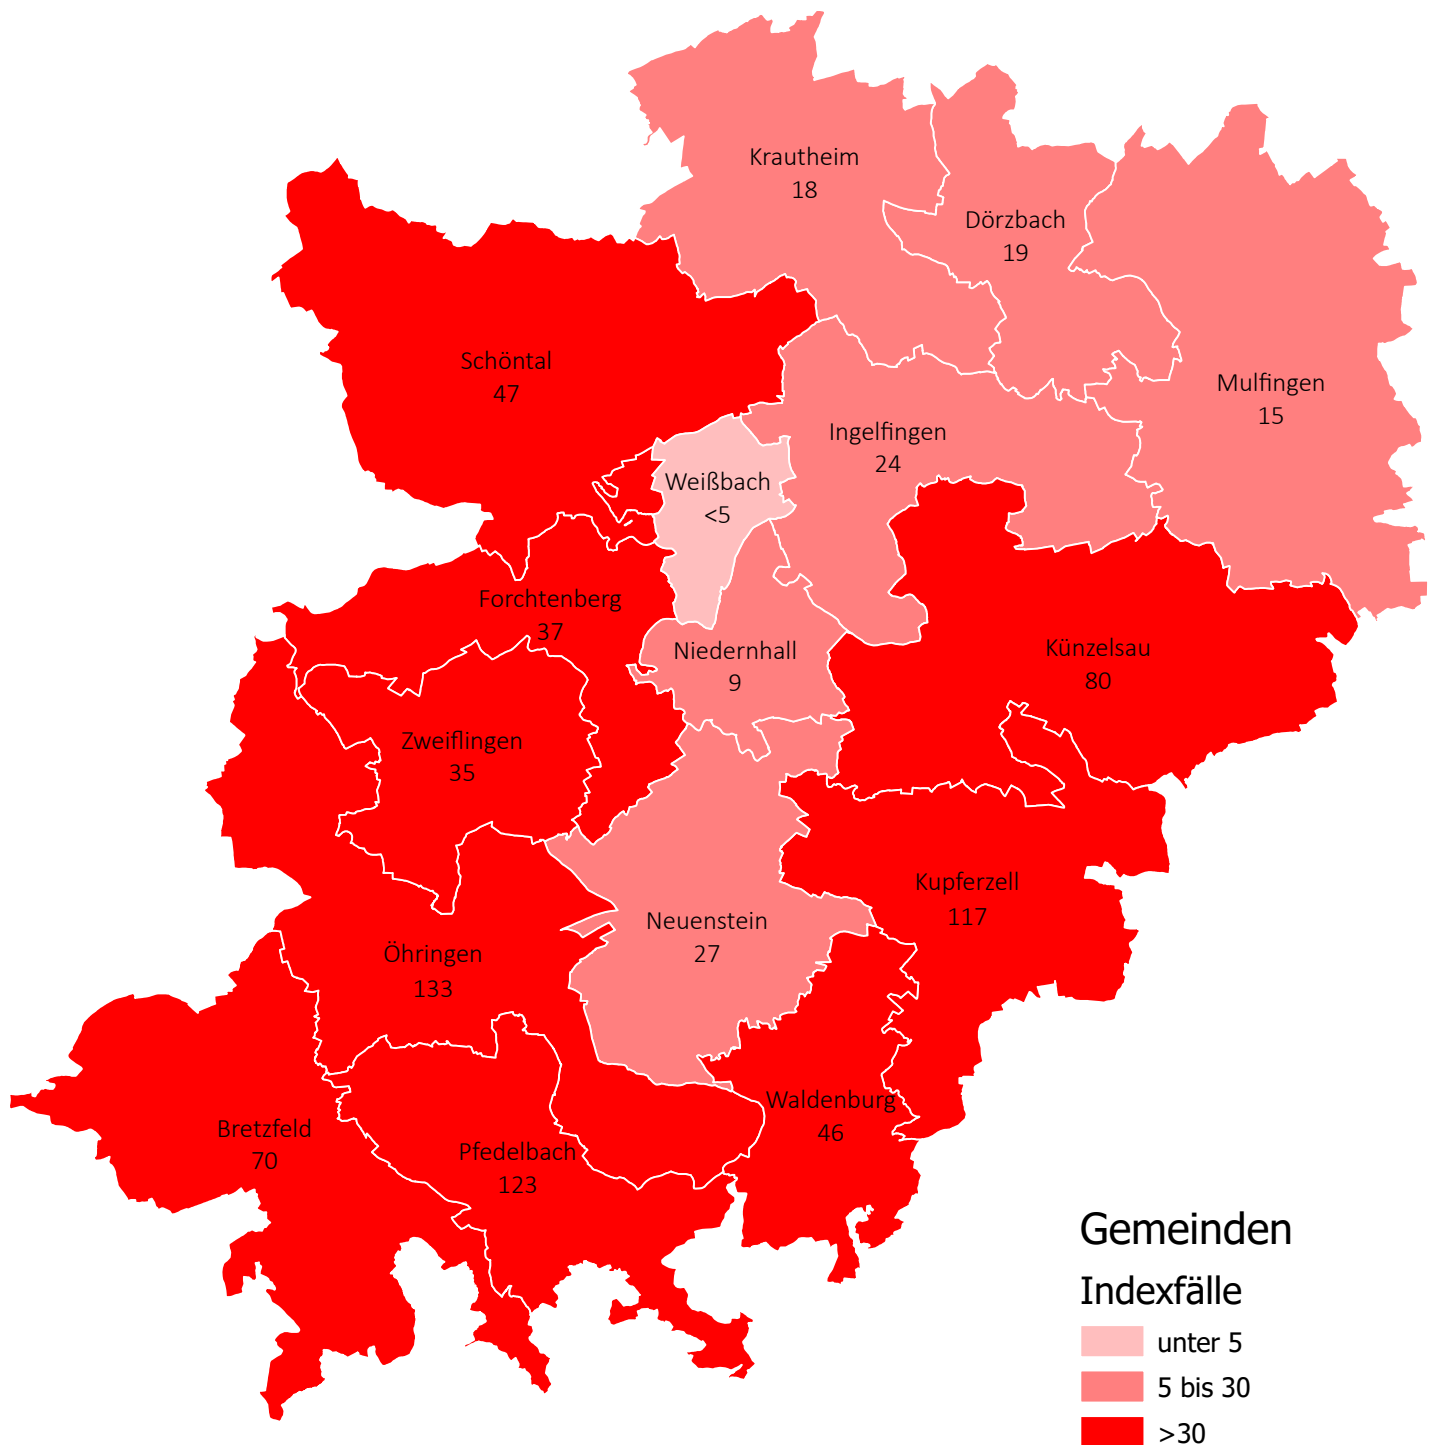 Krautheim
18
Dörzbach
19
Schöntal
47
Mulfingen
15
Ingelfingen
24
Weißbach
<5
Forchtenberg
37
Niedernhall
9
Künzelsau
80
Zweiflingen
35
Kupferzell
117
Neuenstein
27
Öhringen
133
Waldenburg
46
Bretzfeld
70
Pfedelbach
123
Gemeinden
Indexfälle
unter 5
5 bis 30
>30